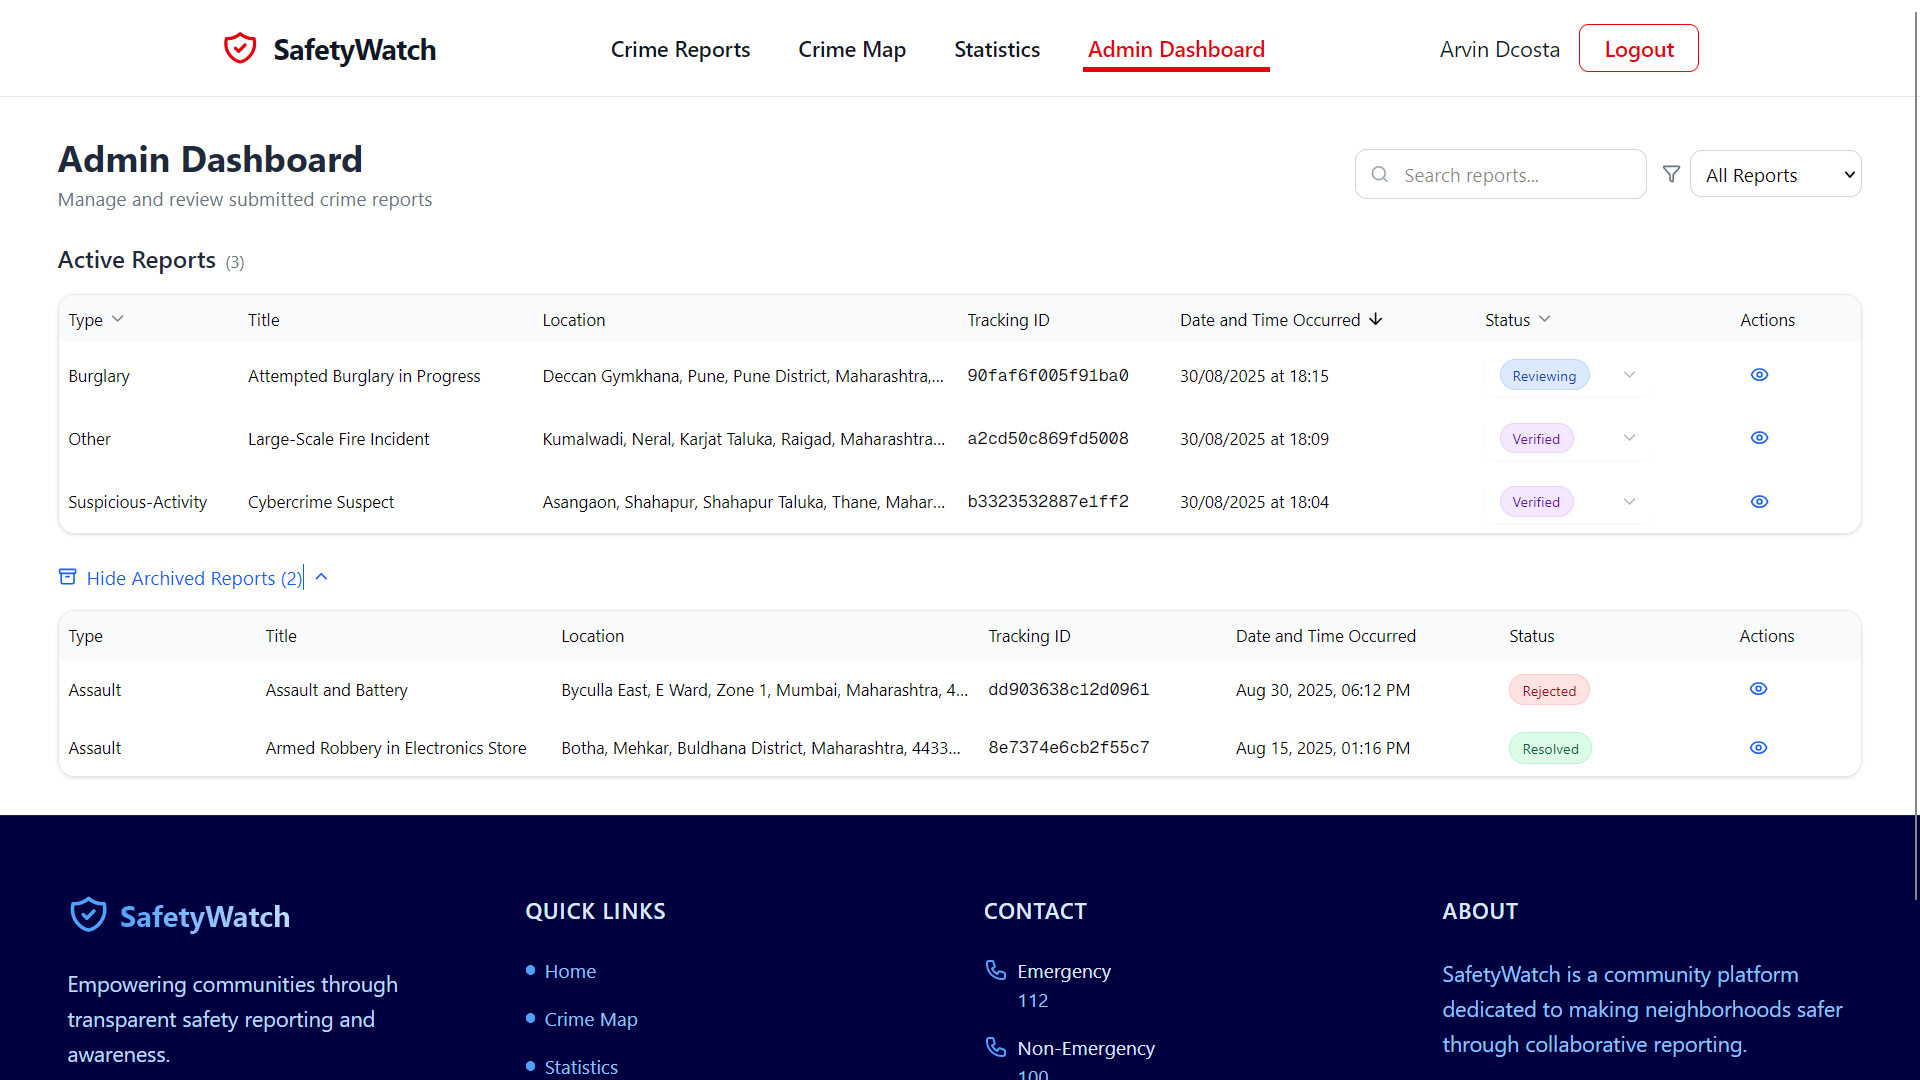 SafetyWatch
Crime Reports
Crime Map
Statistics
Admin Dashboard
Arvin Dcosta
Logout
Admin Dashboard
Manage and review submitted crime reports
Search reports...
All Reports
Active Reports (3)
Type Title Location Tracking ID Date and Time Occurred Status Actions
Burglary Attempted Burglary in Progress Deccan Gymkhana, Pune, Pune District, Maharashtra,... 90faf6f005f91ba0 30/08/2025 at 18:15 Reviewing
Other Large-Scale Fire Incident Kumalwadi, Neral, Karjat Taluka, Raigad, Maharashtra... a2cd50c869fd5008 30/08/2025 at 18:09 Verified
Suspicious-Activity Cybercrime Suspect Asangaon, Shahapur, Shahapur Taluka, Thane, Mahar... b3323532887e1ff2 30/08/2025 at 18:04 Verified
Hide Archived Reports (2)
Type Title Location Tracking ID Date and Time Occurred Status Actions
Assault Assault and Battery Byculla East, E Ward, Zone 1, Mumbai, Maharashtra, 4... dd903638c12d0961 Aug 30, 2025, 06:12 PM Rejected
Assault Armed Robbery in Electronics Store Botha, Mehkar, Buldhana District, Maharashtra, 4433... 8e7374e6cb2f55c7 Aug 15, 2025, 01:16 PM Resolved
SafetyWatch
Empowering communities through
transparent safety reporting and
awareness.
QUICK LINKS
Home
Crime Map
Statistics
CONTACT
Emergency
112
Non-Emergency
100
ABOUT
SafetyWatch is a community platform
dedicated to making neighborhoods safer
through collaborative reporting.